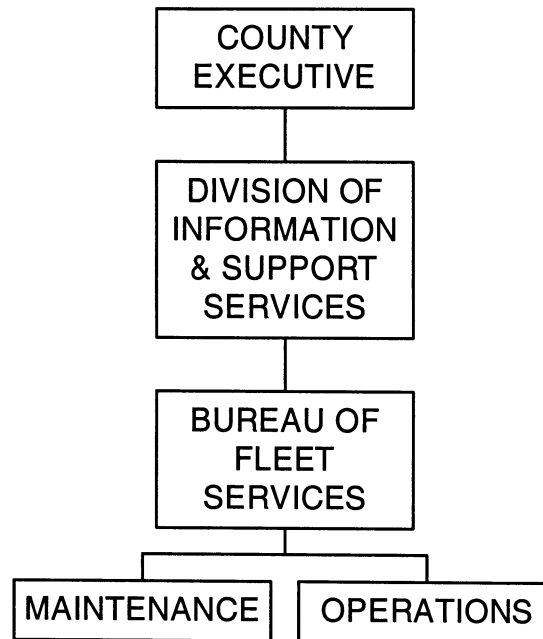 COUNTY
EXECUTIVE
DIVISION OF
INFORMATION
& SUPPORT
SERVICES
BUREAU OF
FLEET
SERVICES
MAINTENANCE
OPERATIONS